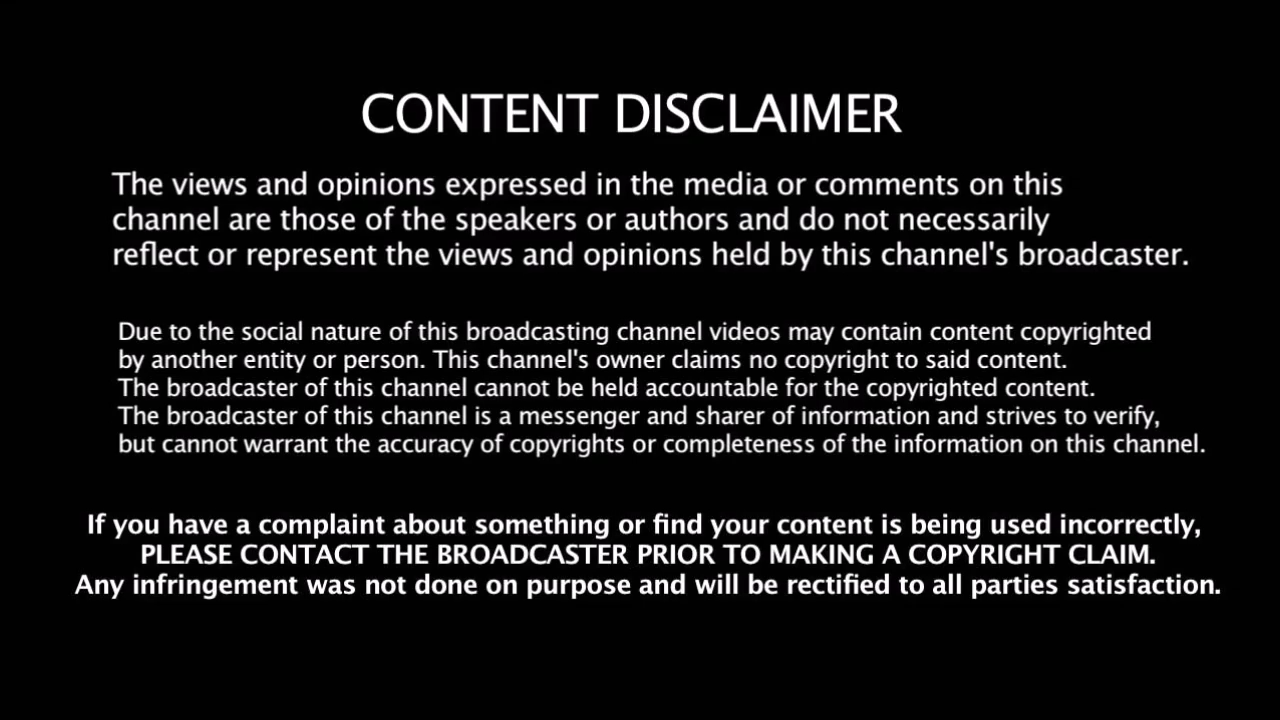 CONTENT DISCLAIMER
The views and opinions expressed in the media or comments on this
channel are those of the speakers or authors and do not necessarily
reflect or represent the views and opinions held by this channel's broadcaster.
Due to the social nature of this broadcasting channel videos may contain content copyrighted
by another entity or person. This channel's owner claims no copyright to said content.
The broadcaster of this channel cannot be held accountable for the copyrighted content.
The broadcaster of this channel is a messenger and sharer of information and strives to verify,
but cannot warrant the accuracy of copyrights or completeness of the information on this channel.
If you have a complaint about something or find your content is being used incorrectly,
PLEASE CONTACT THE BROADCASTER PRIOR TO MAKING A COPYRIGHT CLAIM.
Any infringement was not done on purpose and will be rectified to all parties satisfaction.